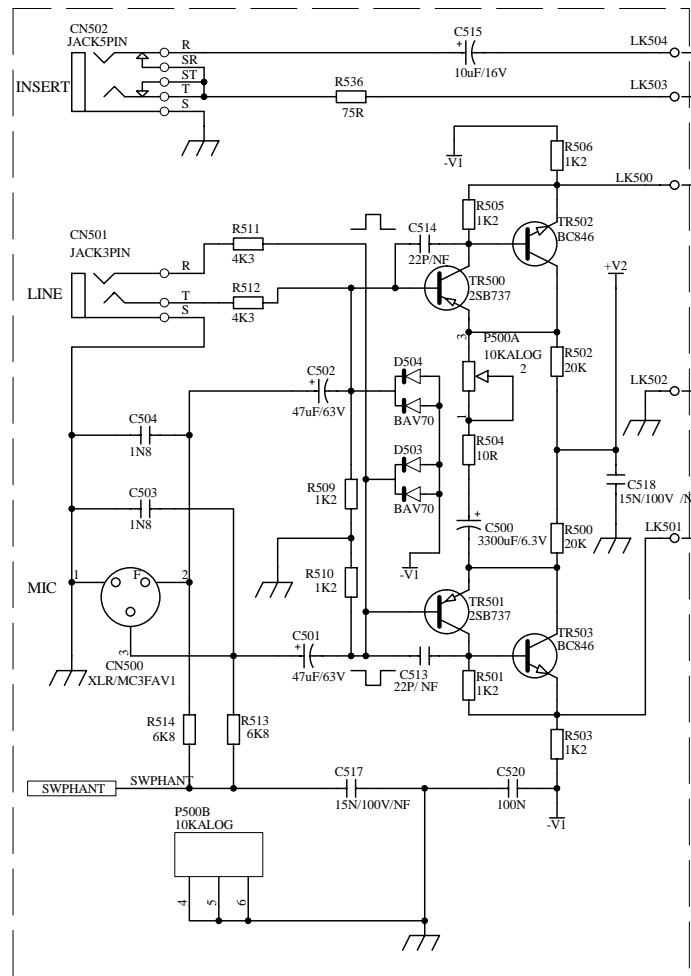 CN502
JACK5PIN
INSERT
R
SR
ST
T
S
C515
+
10uF/16V
LK504
R536
75R
LK503
R506
1K2
-V1
LK500
R505
1K2
TR502
BC846
C514
22P/NF
TR500
2SB737
+V2
CN501
JACK3PIN
LINE
R
T
S
R511
4K3
R512
4K3
3
P500A
10KALOG
2
1
R502
20K
LK502
C502
+
47uF/63V
D504
BAV70
D503
BAV70
-V1
R504
10R
C518
15N/100V /N
C504
1N8
C503
1N8
R509
1K2
+
C500
3300uF/6.3V
R500
20K
LK501
MIC
1
F
2
3
CN500
XLR/MC3FAV1
R510
1K2
TR501
2SB737
TR503
BC846
C501
+
47uF/63V
C513
22P/ NF
R501
1K2
R514
6K8
R513
6K8
R503
1K2
SWPHANT
SWPHANT
C517
15N/100V/NF
C520
100N
-V1
P500B
10KALOG
4
5
6